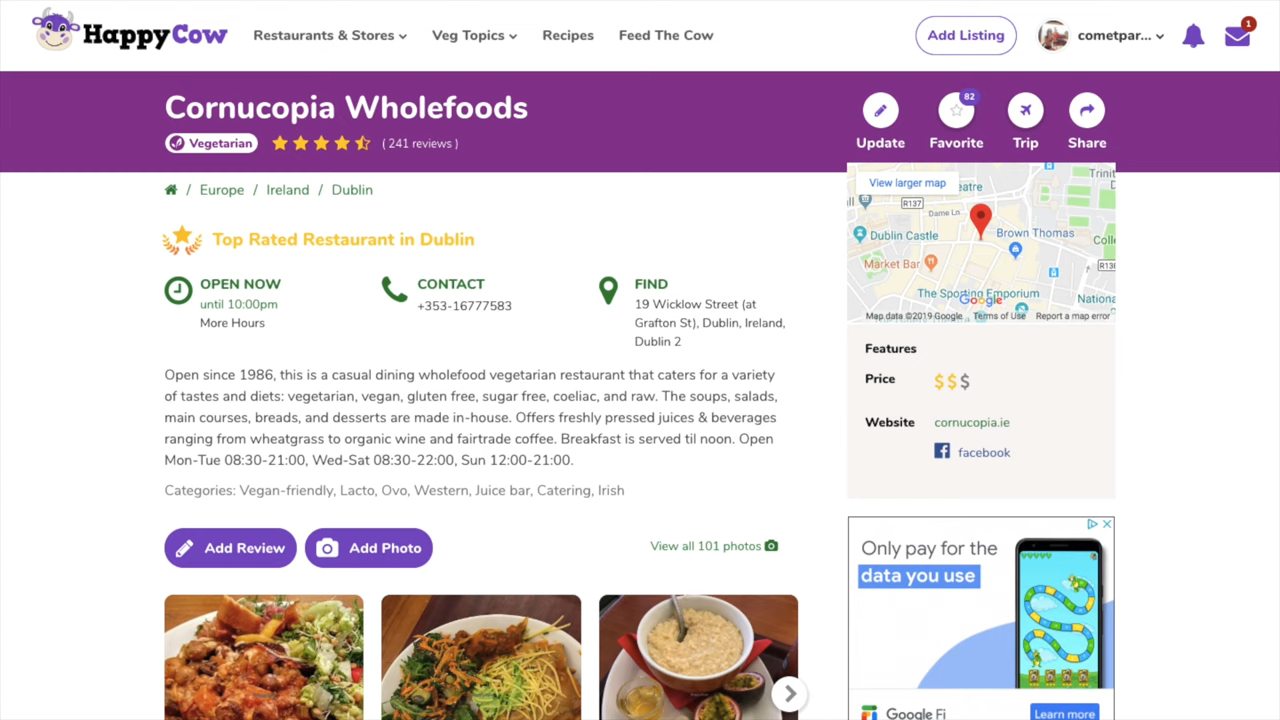 HappyCow
Restaurants & Stores
Veg Topics
Recipes
Feed The Cow
Add Listing
cometpar...
1
Cornucopia Wholefoods
Vegetarian
( 241 reviews )
82
Update
Favorite
Trip
Share
/ Europe / Ireland / Dublin
Top Rated Restaurant in Dublin
OPEN NOW
until 10:00pm
More Hours
CONTACT
+353-16777583
FIND
19 Wicklow Street (at
Grafton St), Dublin, Ireland,
Dublin 2
Open since 1986, this is a casual dining wholefood vegetarian restaurant that caters for a variety
of tastes and diets: vegetarian, vegan, gluten free, sugar free, coeliac, and raw. The soups, salads,
main courses, breads, and desserts are made in-house. Offers freshly pressed juices & beverages
ranging from wheatgrass to organic wine and fairtrade coffee. Breakfast is served til noon. Open
Mon-Tue 08:30-21:00, Wed-Sat 08:30-22:00, Sun 12:00-21:00.
Categories: Vegan-friendly, Lacto, Ovo, Western, Juice bar, Catering, Irish
Add Review
Add Photo
View all 101 photos
View larger map
R137
Dame Ln
Dublin Castle
Brown Thomas
Market Bar
The Sporting Emporium
Google
Map data ©2019 Google
Terms of Use
Report a map error
Features
Price
$$$
Website
cornucopia.ie
facebook
Only pay for the
data you use
Google Fi
Learn more